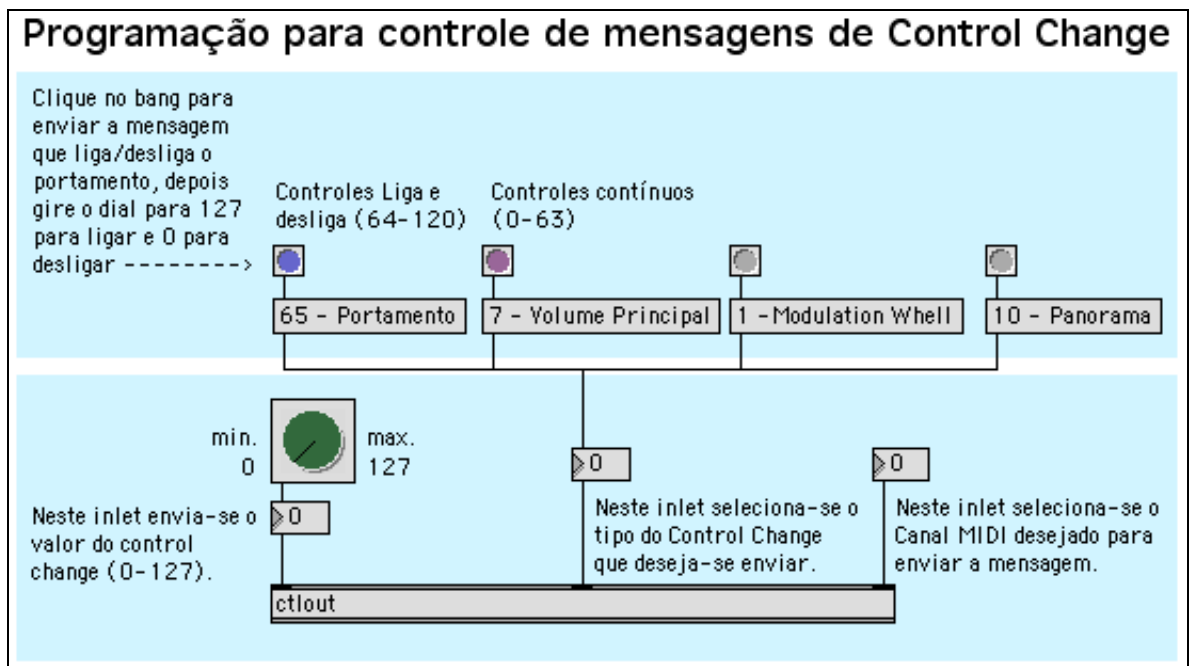 Programação para controle de mensagens de Control Change
Clique no bang para
enviar a mensagem
que liga/desliga o
portamento, depois
gire o dial para 127
para ligar e 0 para
desligar -------->
Controles Liga e
desliga (64-120)
Controles contínuos
(0-63)
65 - Portamento
7 - Volume Principal
1 -Modulation Whell
10 - Panorama
min.
0
max.
127
0
Neste inlet envia-se o
valor do control
change (0-127).
0
Neste inlet seleciona-se o
tipo do Control Change
que deseja-se enviar.
0
Neste inlet seleciona-se o
Canal MIDI desejado para
enviar a mensagem.
ctlout